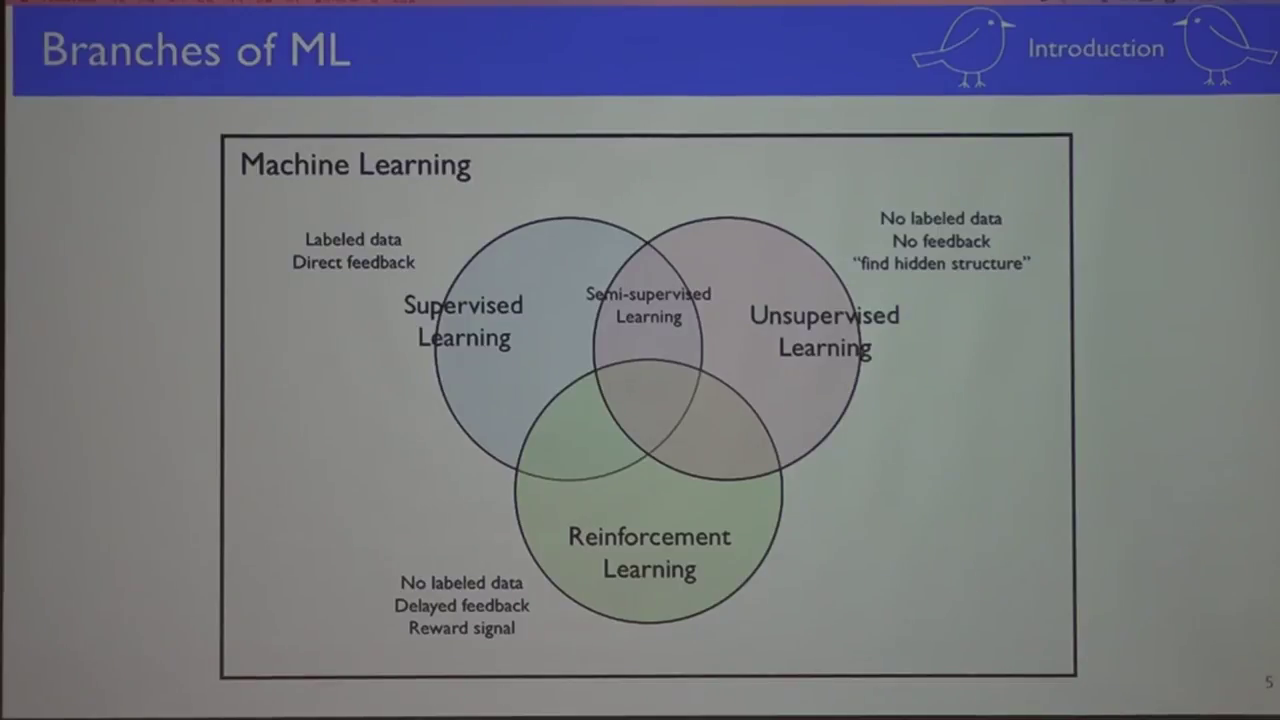 Branches of ML
Introduction
Machine Learning
Labeled data
Direct feedback
No labeled data
No feedback
“find hidden structure”
Supervised
Learning
Semi-supervised
Learning
Unsupervised
Learning
Reinforcement
Learning
No labeled data
Delayed feedback
Reward signal
5